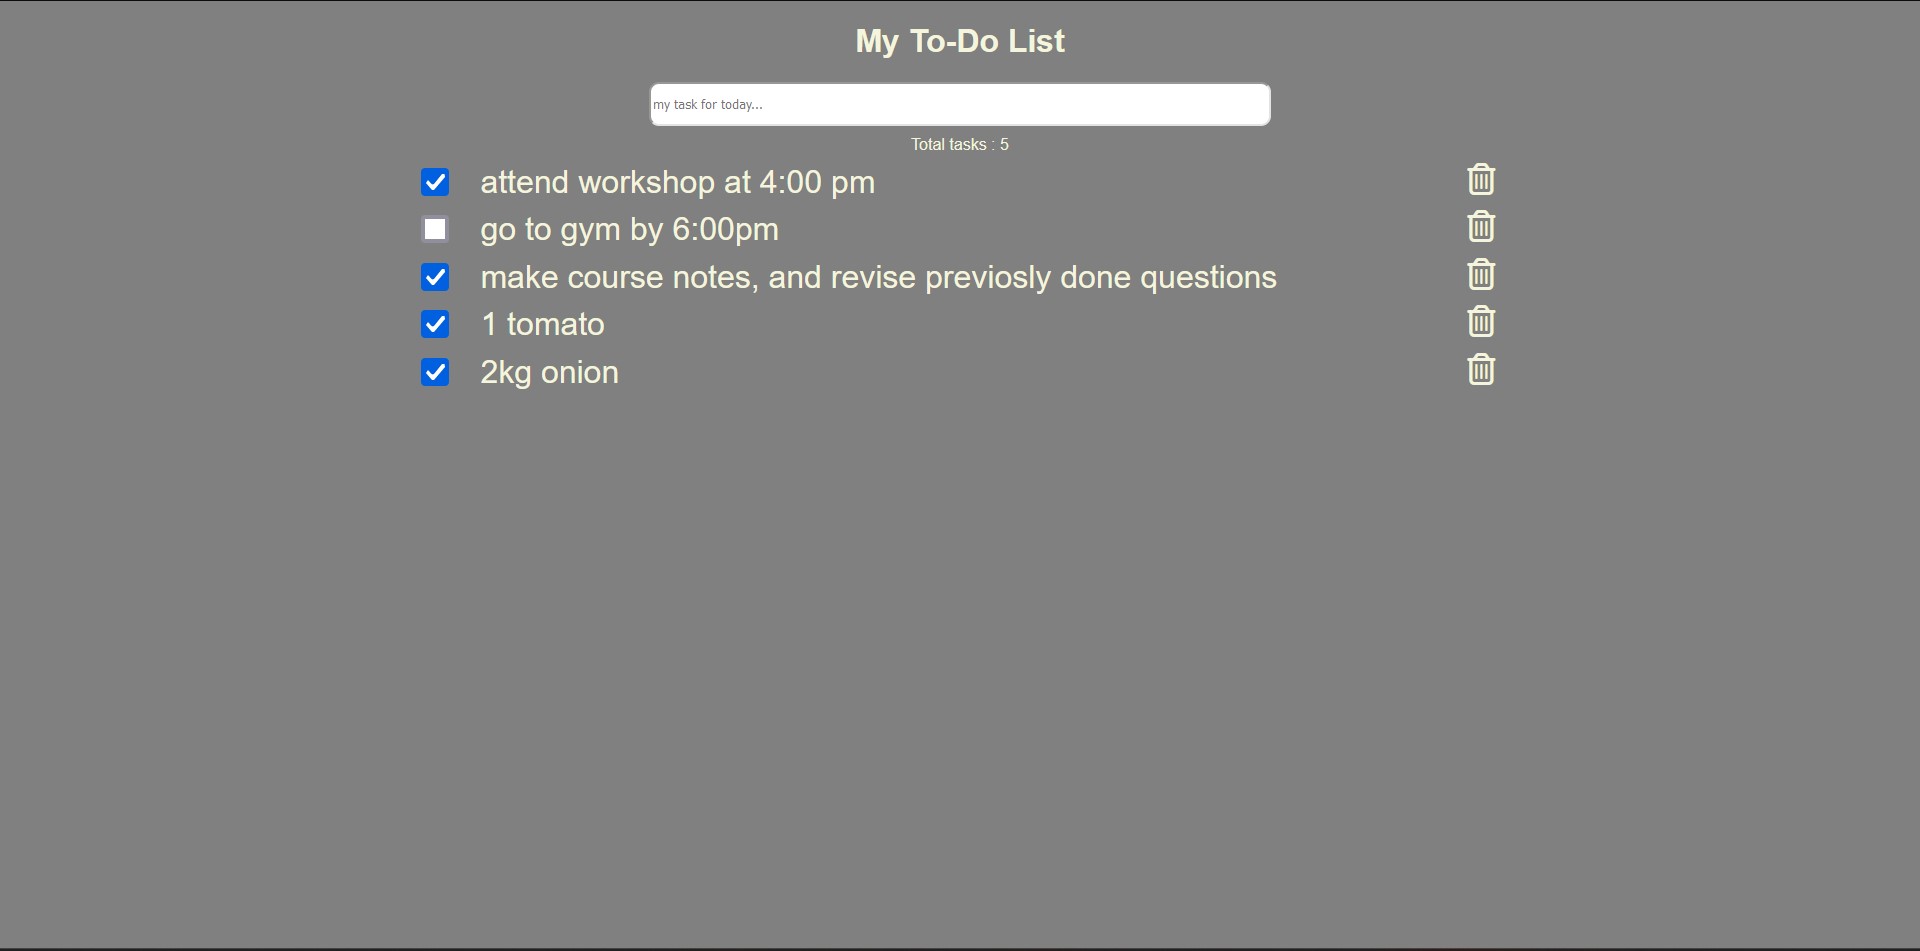 My To-Do List
my task for today...
Total tasks : 5
attend workshop at 4:00 pm
go to gym by 6:00pm
make course notes, and revise previosly done questions
1 tomato
2kg onion